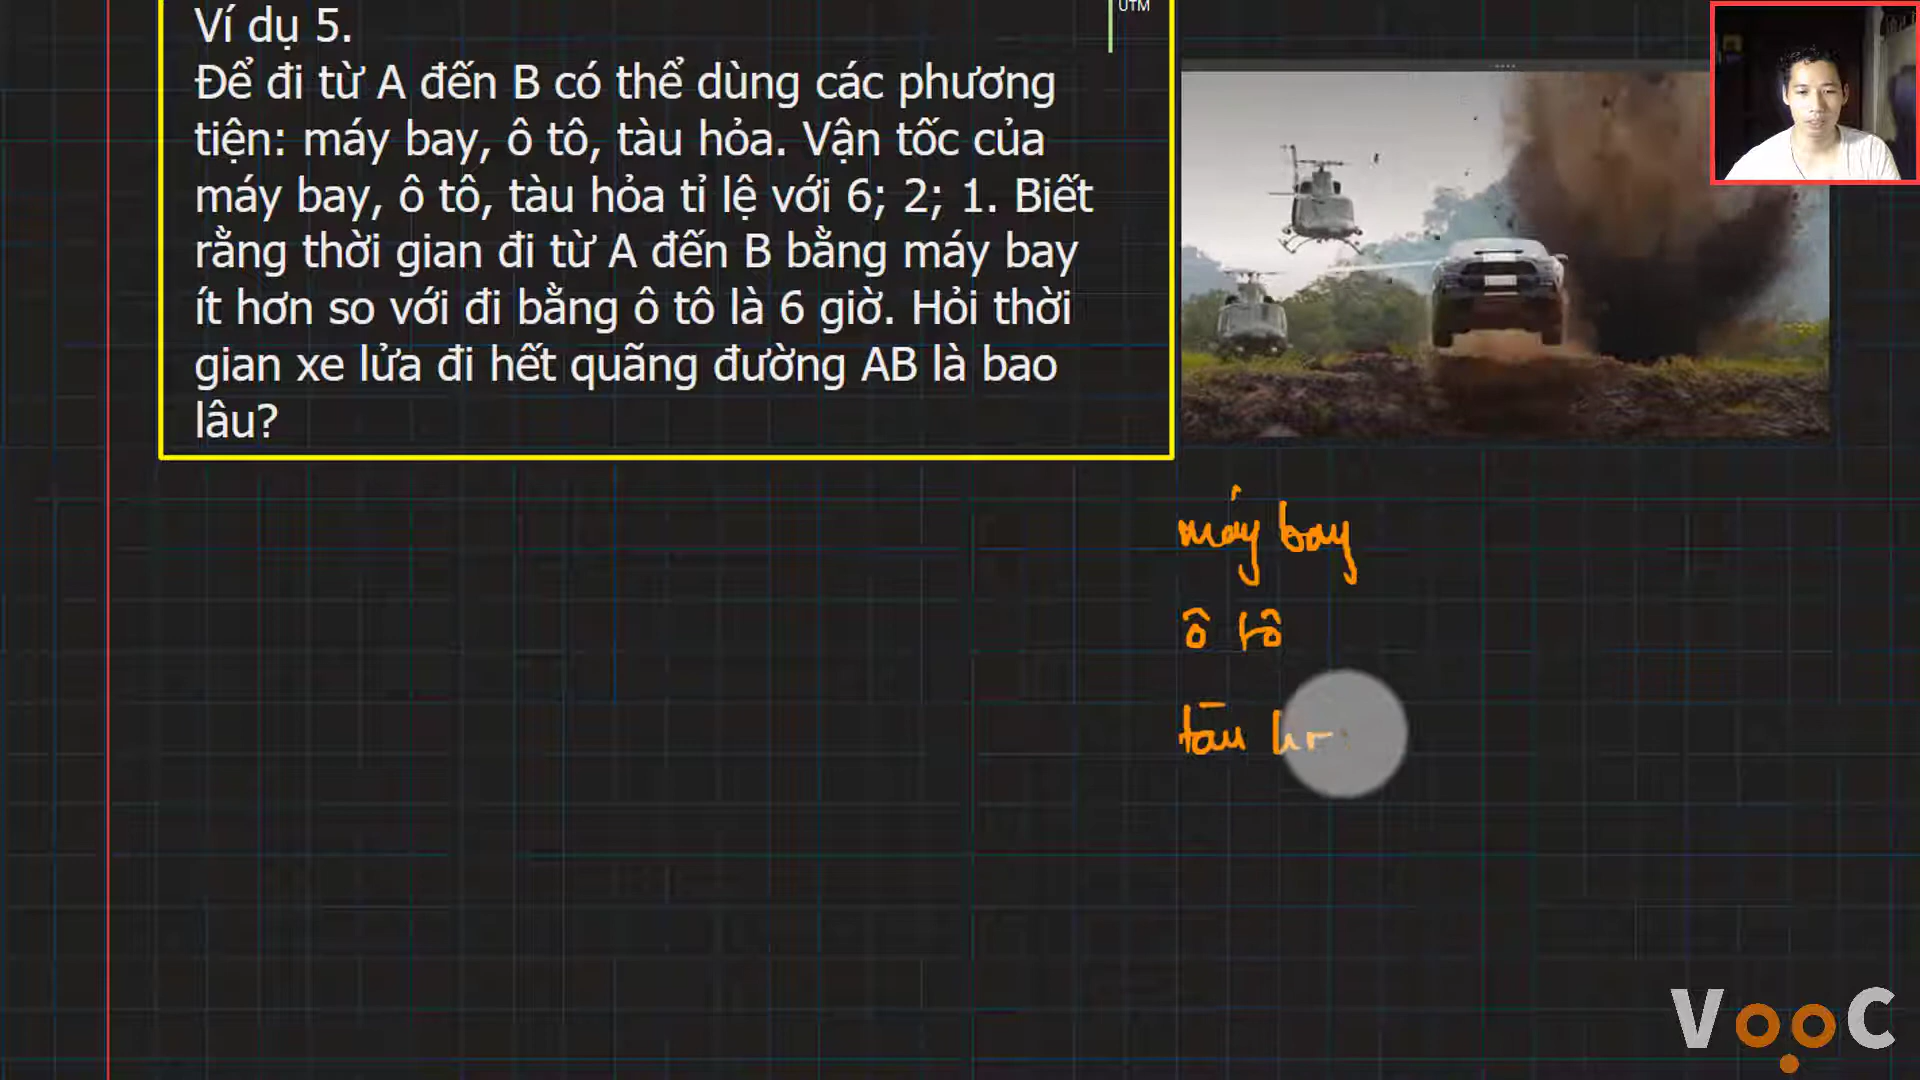 Ví dụ 5.
UTM
Để đi từ A đến B có thể dùng các phương
tiện: máy bay, ô tô, tàu hỏa. Vận tốc của
máy bay, ô tô, tàu hỏa tỉ lệ với 6; 2; 1. Biết
rằng thời gian đi từ A đến B bằng máy bay
ít hơn so với đi bằng ô tô là 6 giờ. Hỏi thời
gian xe lửa đi hết quãng đường AB là bao
lâu?
máy bay
ô tô
tàu
VooC